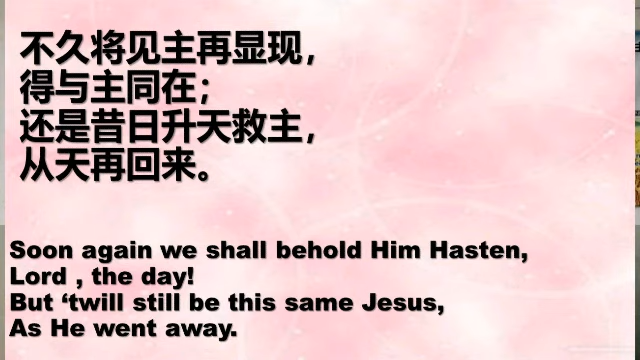 不久将见主再显现，
得与主同在；
还是昔日升天救主，
从天再回来。
Soon again we shall behold Him Hasten,
Lord , the day!
But ‘twill still be this same Jesus,
As He went away.